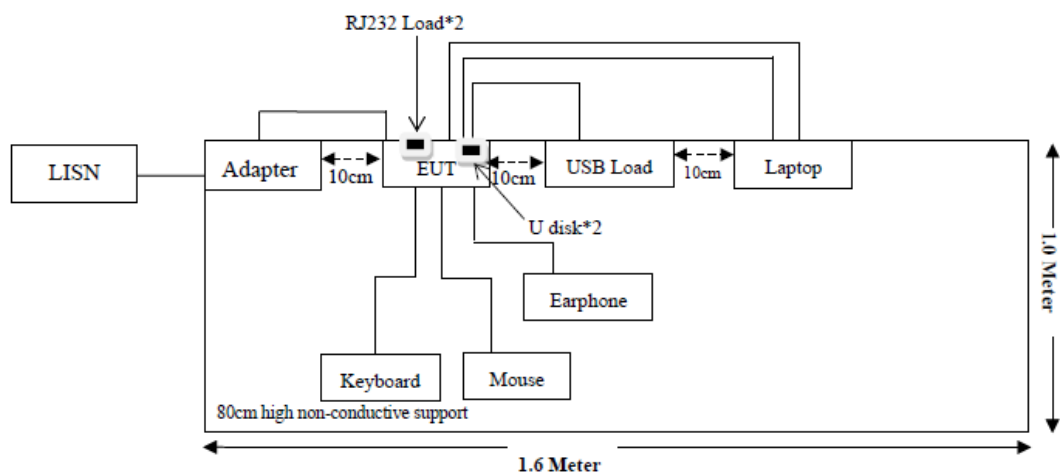 RJ232 Load*2
LISN
Adapter
10cm
EUT
10cm
USB Load
10cm
Laptop
U disk*2
Earphone
Keyboard
Mouse
80cm high non-conductive support
1.0 Meter
1.6 Meter